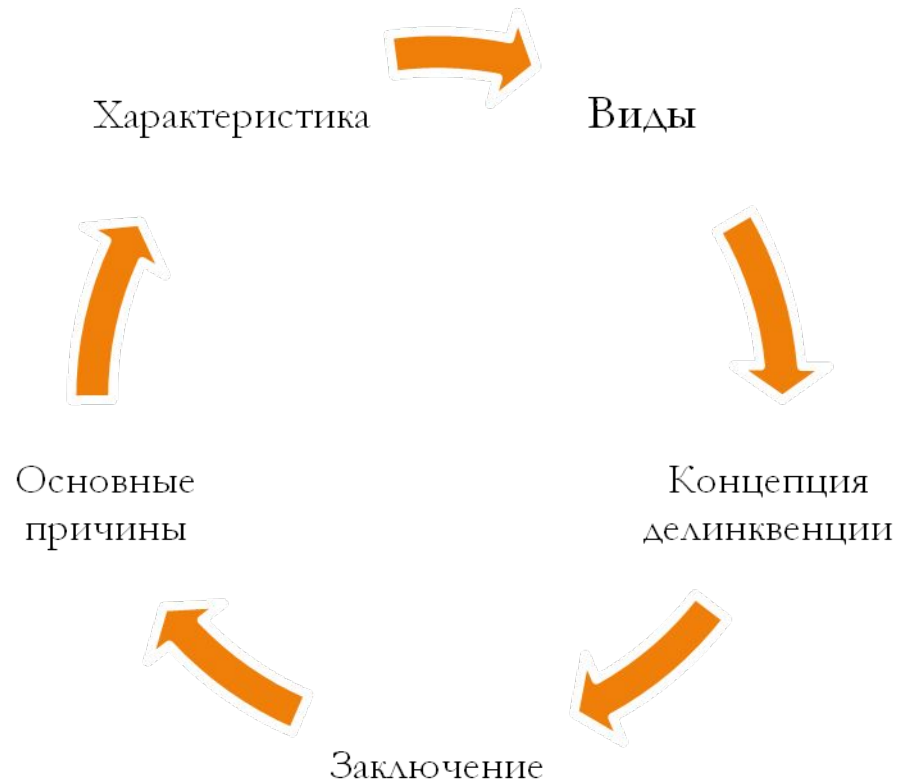 Характеристика
Виды
Основные
причины
Концепция
делинквенции
Заключение